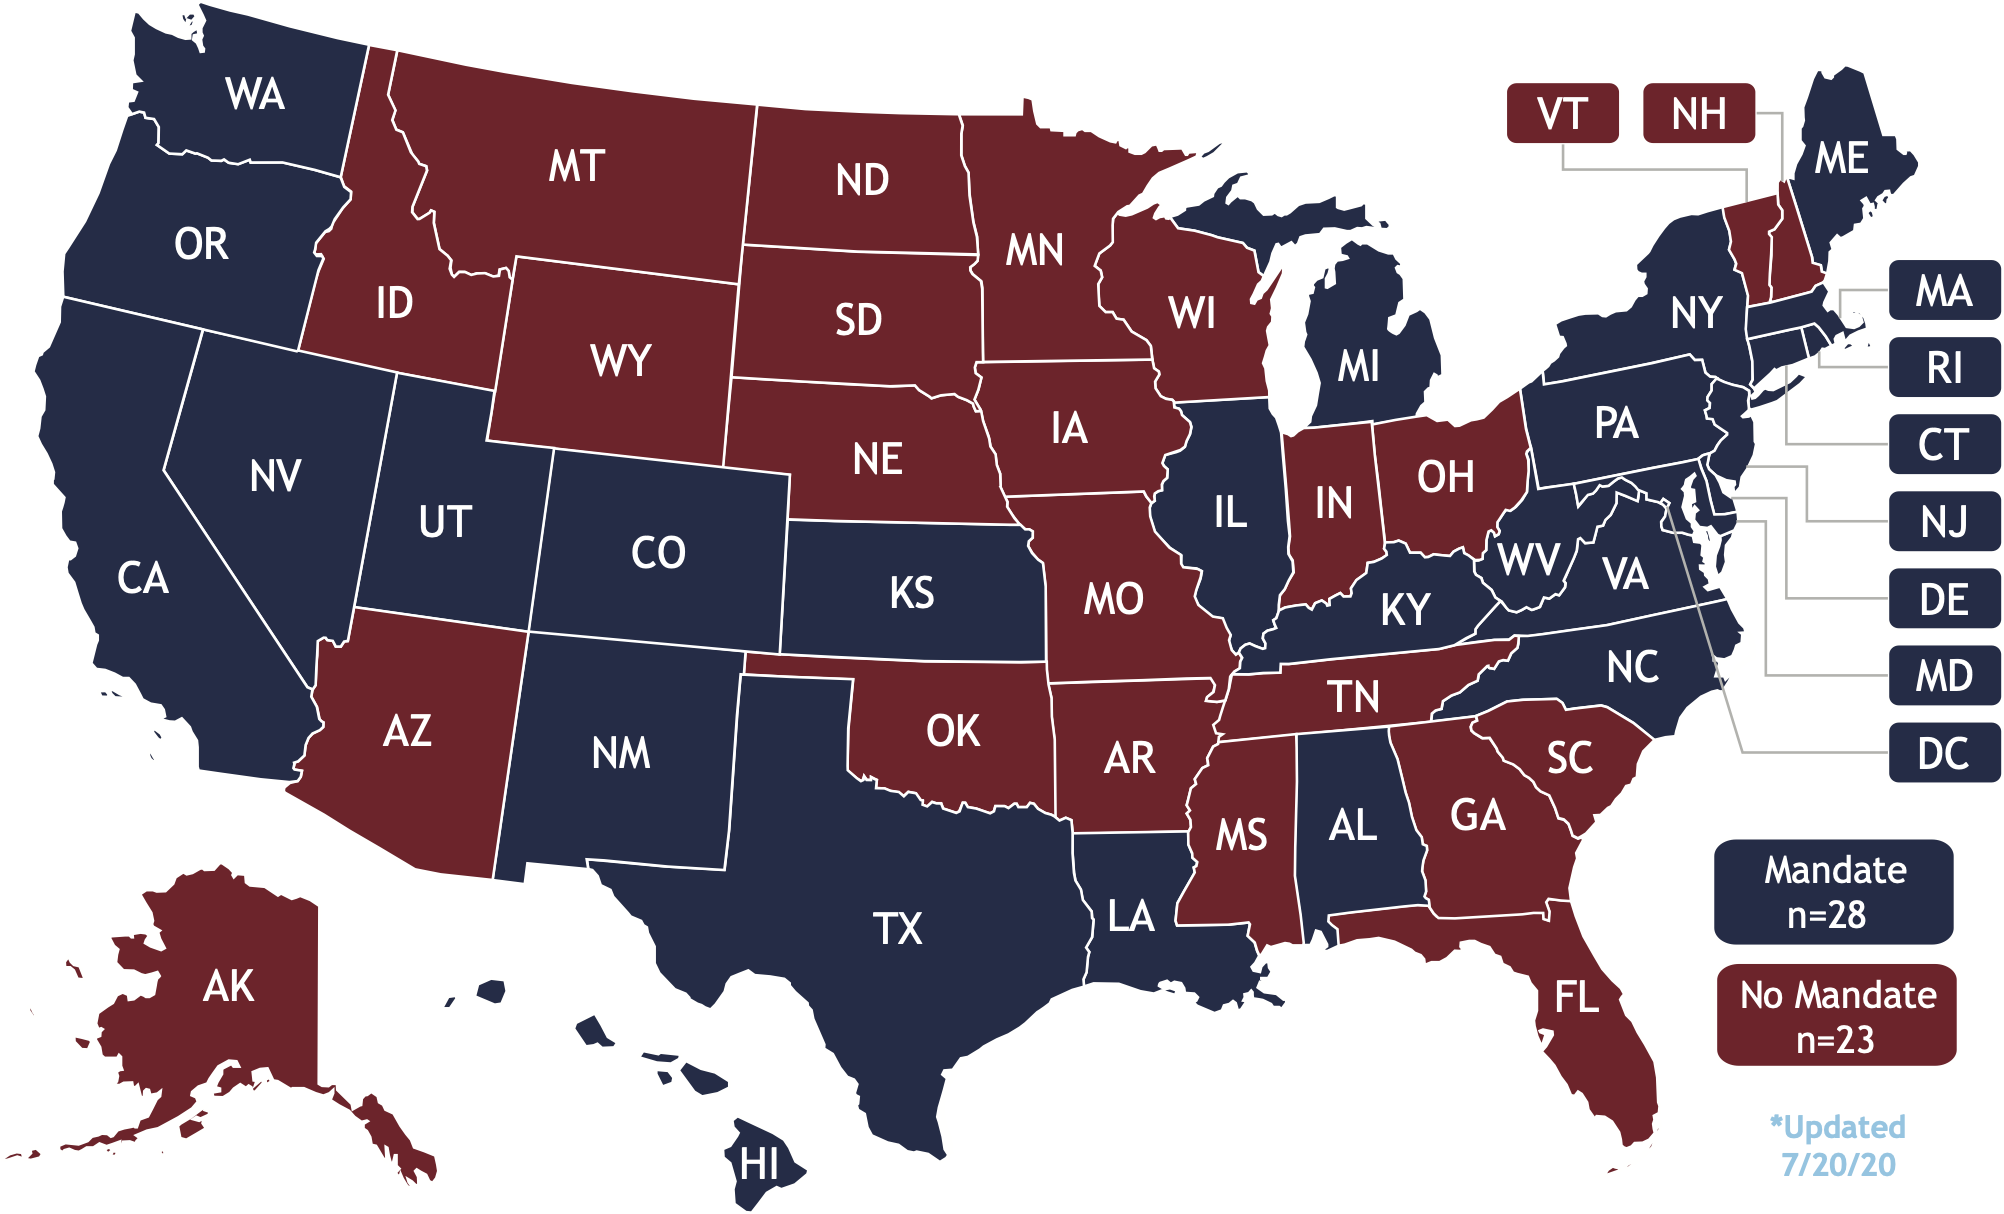 WA
MT
ND
VT
NH
ME
OR
MN
ID
SD
WI
NY
MA
WY
MI
RI
IA
PA
CT
NV
NE
OH
IN
IL
UT
NJ
CO
WV
VA
CA
KS
MO
KY
DE
NC
MD
TN
AZ
OK
NM
AR
SC
DC
GA
MS
AL
Mandate
n=28
TX
LA
AK
FL
No Mandate
n=23
HI
*Updated
7/20/20